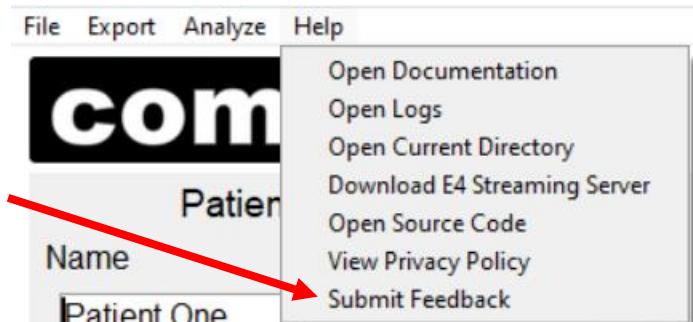 File Export Analyze Help
com
Open Documentation
Open Logs
Open Current Directory
Download E4 Streaming Server
Patien
Open Source Code
Name
View Privacy Policy
Submit Feedback
Patient One